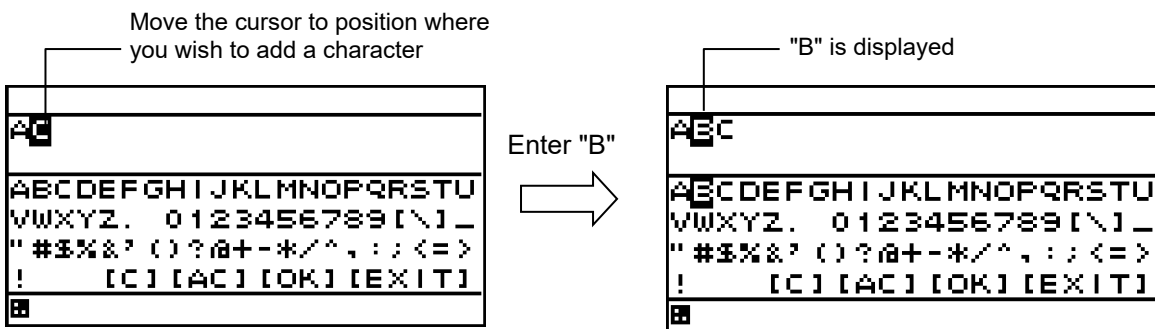 Move the cursor to position where
you wish to add a character
AC
ABCDEFGHIJKLMNOPQRSTU
VWXYZ. 0123456789[\]_
"#$%&' ()?@+-*/^,:;<=>
! [C] [AC] [OK] [EXIT]
Enter "B"
"B" is displayed
ABC
ABCDEFGHIJKLMNOPQRSTU
VWXYZ. 0123456789[\]_
"#$%&' ()?@+-*/^,:;<=>
! [C] [AC] [OK] [EXIT]